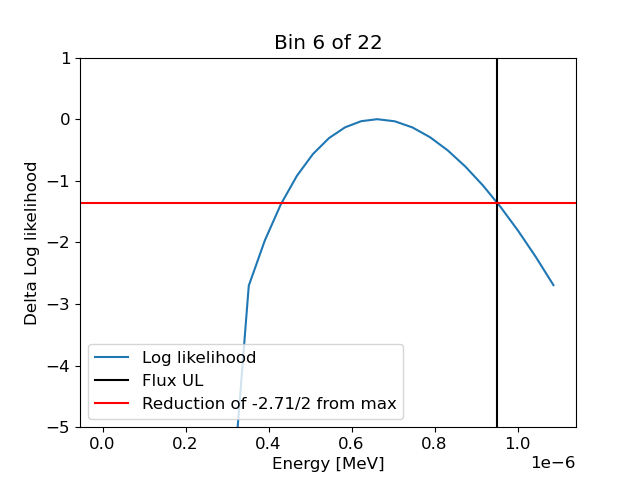 Bin 6 of 22
Delta Log likelihood
1
0
−1
−2
−3
−4
−5
Log likelihood
Flux UL
Reduction of -2.71/2 from max
0.0 0.2 0.4 0.6 0.8 1.0
Energy [MeV]
1e−6